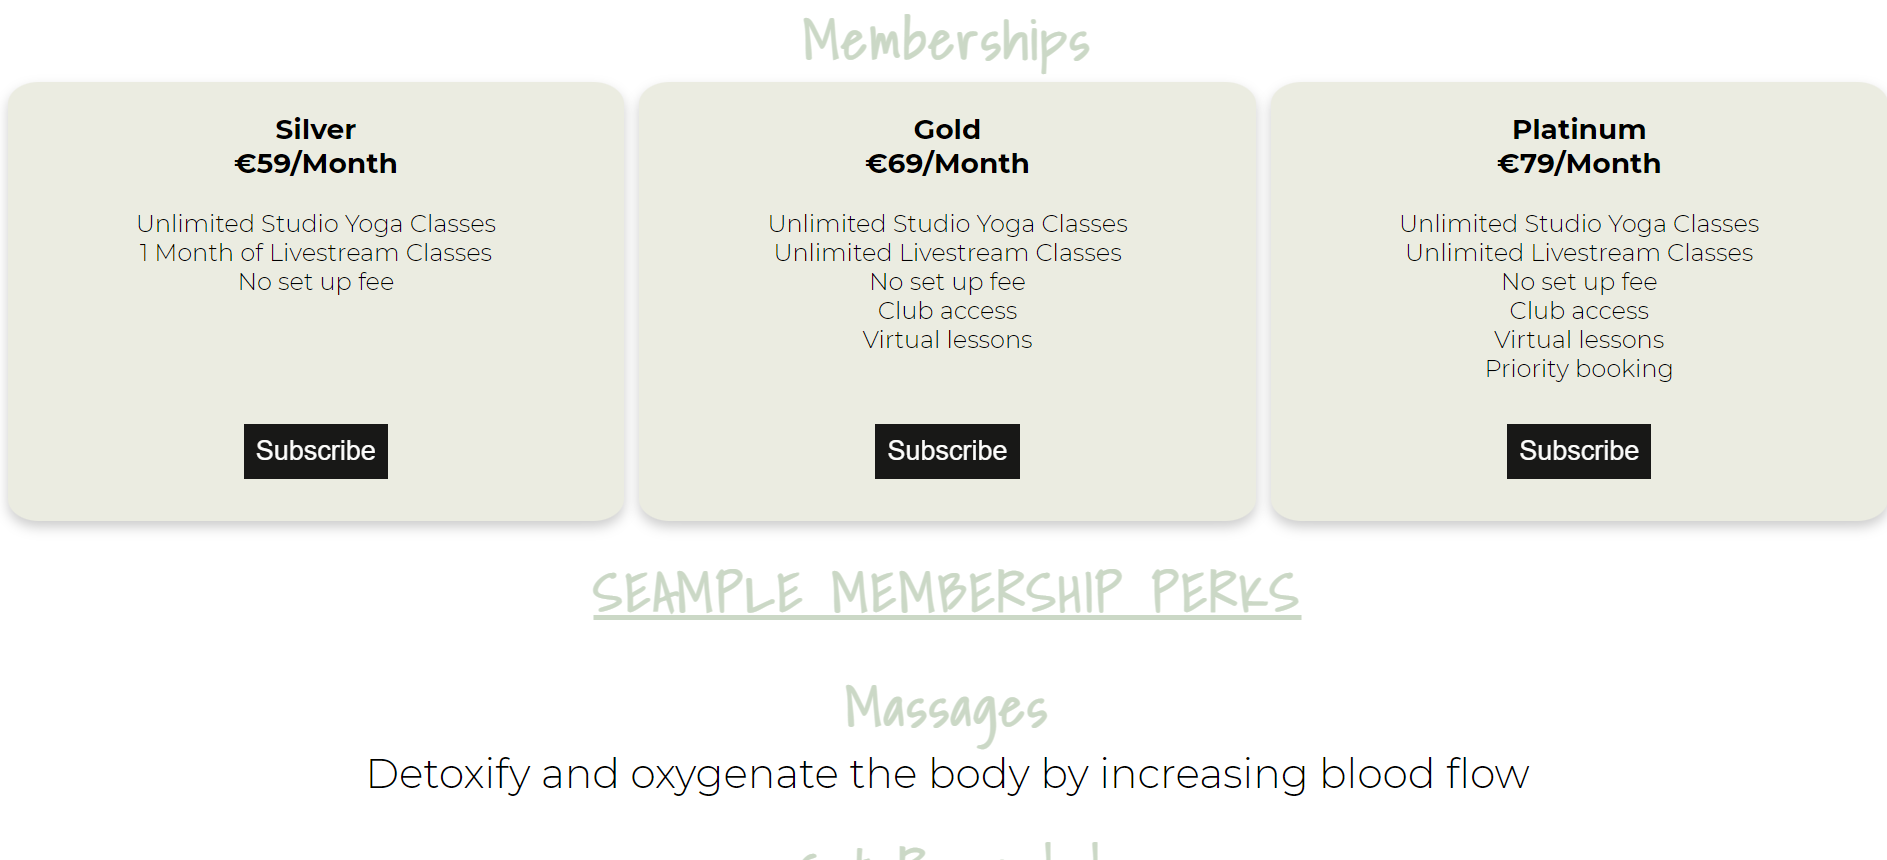 Memberships
Silver
€59/Month
Unlimited Studio Yoga Classes
1 Month of Livestream Classes
No set up fee
Subscribe
Gold
€69/Month
Unlimited Studio Yoga Classes
Unlimited Livestream Classes
No set up fee
Club access
Virtual lessons
Subscribe
Platinum
€79/Month
Unlimited Studio Yoga Classes
Unlimited Livestream Classes
No set up fee
Club access
Virtual lessons
Priority booking
Subscribe
SEAMPLE MEMBERSHIP PERKS
Massages
Detoxify and oxygenate the body by increasing blood flow